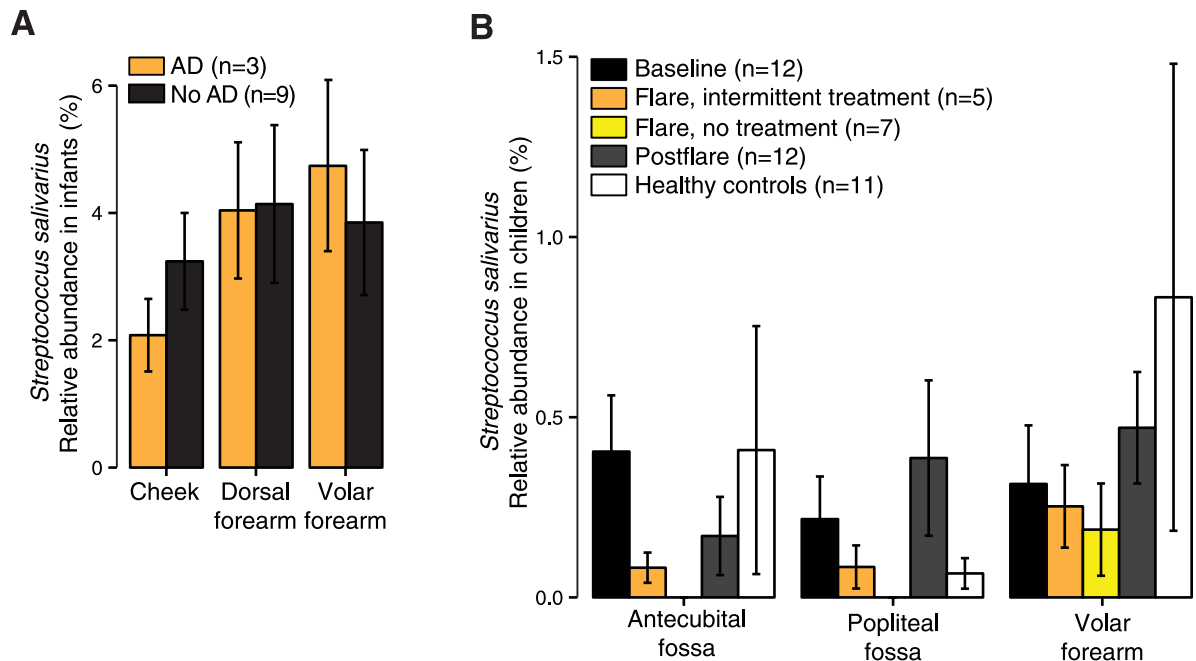 A
AD (n=3)
No AD (n=9)
Streptococcus salivarius
Relative abundance in infants (%)
6
4
2
0
Cheek
Dorsal
forearm
Volar
forearm
B
Baseline (n=12)
Flare, intermittent treatment (n=5)
Flare, no treatment (n=7)
Postflare (n=12)
Healthy controls (n=11)
Streptococcus salivarius
Relative abundance in children (%)
1.5
1.0
0.5
0.0
Antecubital
fossa
Popliteal
fossa
Volar
forearm